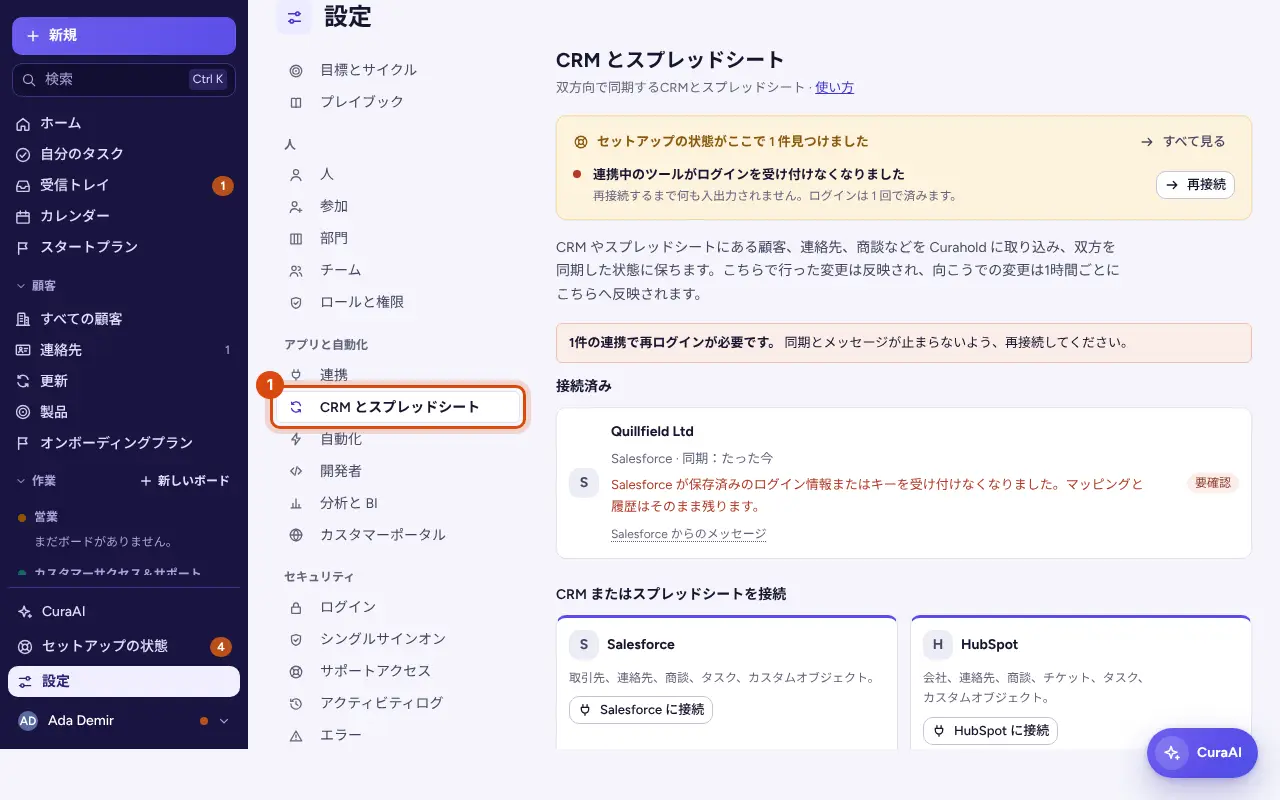 新規
検索 Ctrl K
ホーム
自分のタスク
受信トレイ 1
カレンダー
スタートプラン
顧客
すべての顧客
連絡先 1
更新
製品
オンボーディングプラン
作業 新しいボード
営業
まだボードがありません。
カスタマーサクセス&サポート
CuraAI
セットアップの状態 4
設定
AD Ada Demir
設定
目標とサイクル
プレイブック
人
人
参加
部門
チーム
ロールと権限
アプリと自動化
連携
1
CRM とスプレッドシート
自動化
開発者
分析と BI
カスタマーポータル
セキュリティ
ログイン
シングルサインオン
サポートアクセス
アクティビティログ
エラー
CRM とスプレッドシート
双方向で同期するCRMとスプレッドシート · 使い方
セットアップの状態がここで 1 件見つけました → すべて見る
連携中のツールがログインを受け付けなくなりました
再接続するまで何も入出力されません。ログインは 1 回で済みます。
→ 再接続
CRM やスプレッドシートにある顧客、連絡先、商談などを Curahold に取り込み、双方を
同期した状態に保ちます。こちらで行った変更は反映され、向こうでの変更は1時間ごとに
こちらへ反映されます。
1件の連携で再ログインが必要です。 同期とメッセージが止まらないよう、再接続してください。
接続済み
Quillfield Ltd
Salesforce · 同期：たった今
S
Salesforce が保存済みのログイン情報またはキーを受け付けなくなりました。マッピングと
履歴はそのまま残ります。
要確認
Salesforce からのメッセージ
CRM またはスプレッドシートを接続
S Salesforce
取引先、連絡先、商談、タスク、カスタムオブジェクト。
Salesforce に接続
H HubSpot
会社、連絡先、商談、チケット、タスク、
カスタムオブジェクト。
HubSpot に接続
CuraAI